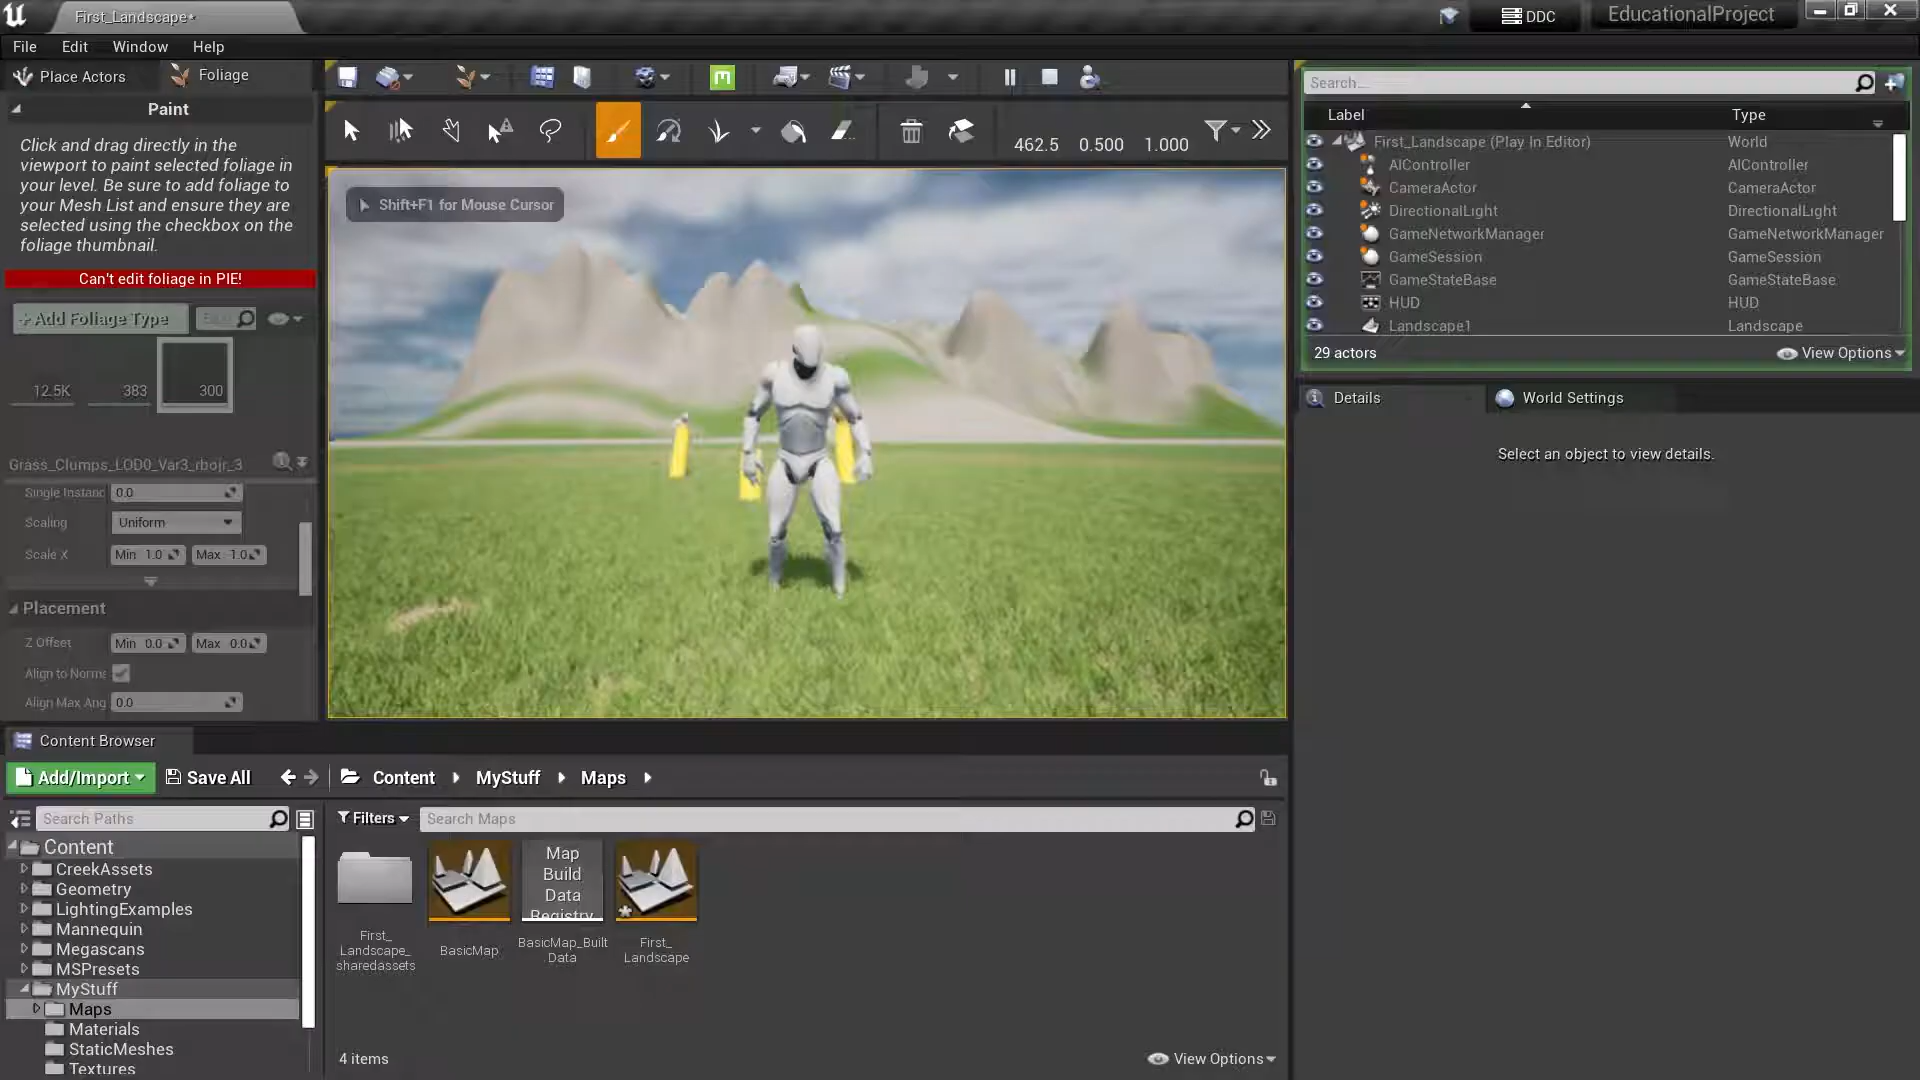 First_Landscape*
DDC
EducationalProject
File Edit Window Help
Place Actors
Foliage
Paint
Click and drag directly in the
viewport to paint selected foliage in
your level. Be sure to add foliage to
your Mesh List and ensure they are
selected using the checkbox on the
foliage thumbnail.
Can't edit foliage in PIE!
+Add Foliage Type
12.5K 383 300
Grass_Clumps_LOD0_Var3_rbojr_3
Single Instanc 0.0
Scaling Uniform
Scale X Min 1.0 Max 1.0
Placement
Z Offset Min 0.0 Max 0.0
Align to Norma
Align Max Ang 0.0
462.5 0.500 1.000
Shift+F1 for Mouse Cursor
Search...
Label Type
First_Landscape (Play In Editor) World
AIController AIController
CameraActor CameraActor
DirectionalLight DirectionalLight
GameNetworkManager GameNetworkManager
GameSession GameSession
GameStateBase GameStateBase
HUD HUD
Landscape1 Landscape
29 actors
View Options
Details
World Settings
Select an object to view details.
Content Browser
Add/Import
Save All
Content MyStuff Maps
Search Paths
Filters
Search Maps
Content
CreekAssets
Geometry
LightingExamples
Mannequin
Megascans
MSPresets
MyStuff
Maps
Materials
StaticMeshes
Textures
First_
Landscape_
sharedassets
BasicMap
Map
Build
Data
Registry
BasicMap_Built
Data
First_
Landscape
4 items
View Options